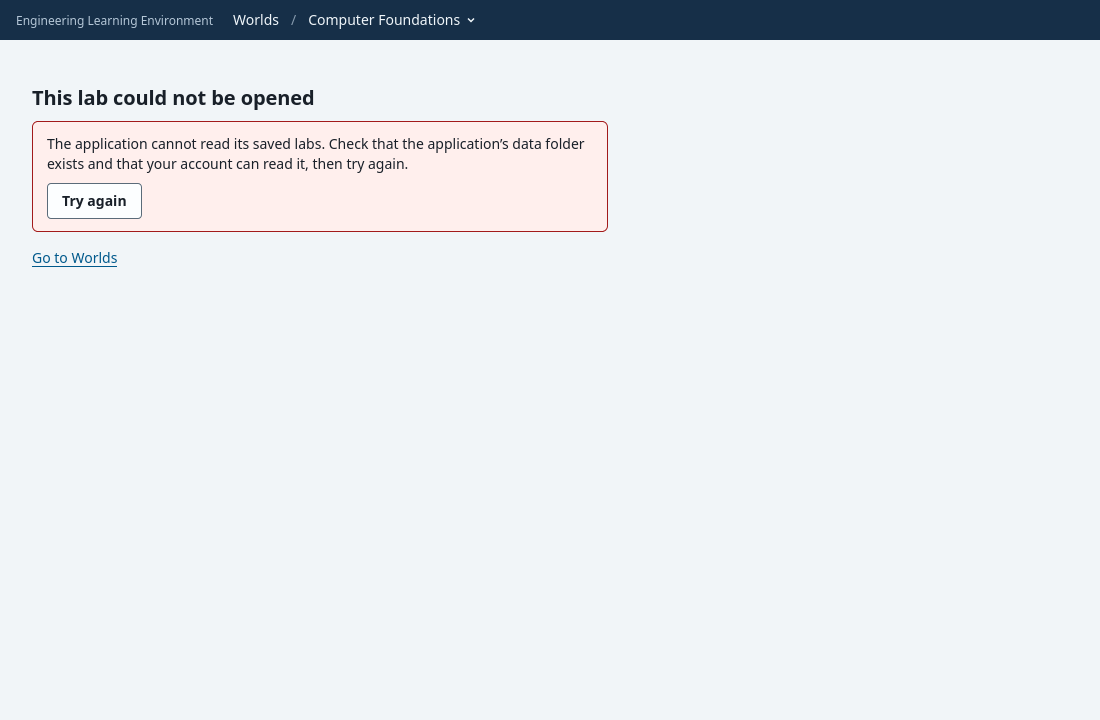 Engineering Learning Environment Worlds / Computer Foundations
This lab could not be opened
The application cannot read its saved labs. Check that the application’s data folder
exists and that your account can read it, then try again.
Try again
Go to Worlds